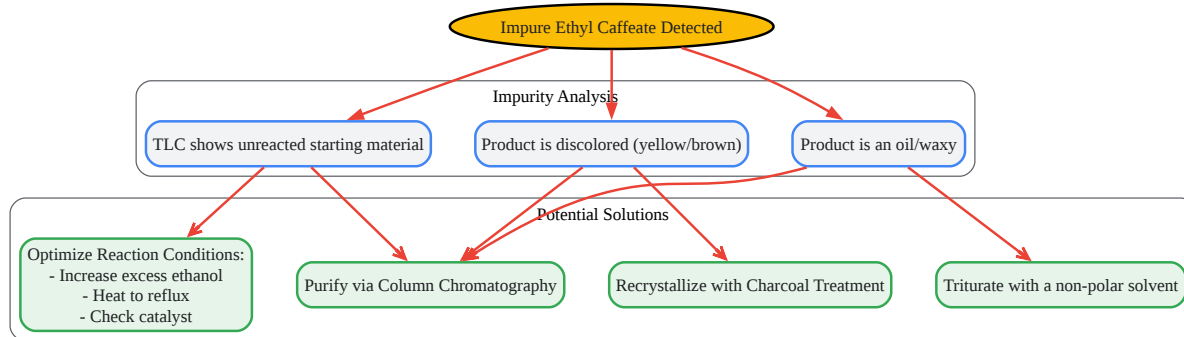 Impure Ethyl Caffeate Detected
Impurity Analysis
TLC shows unreacted starting material
Product is discolored (yellow/brown)
Product is an oil/waxy
Potential Solutions
Optimize Reaction Conditions:
- Increase excess ethanol
- Heat to reflux
- Check catalyst
Purify via Column Chromatography
Recrystallize with Charcoal Treatment
Triturate with a non-polar solvent